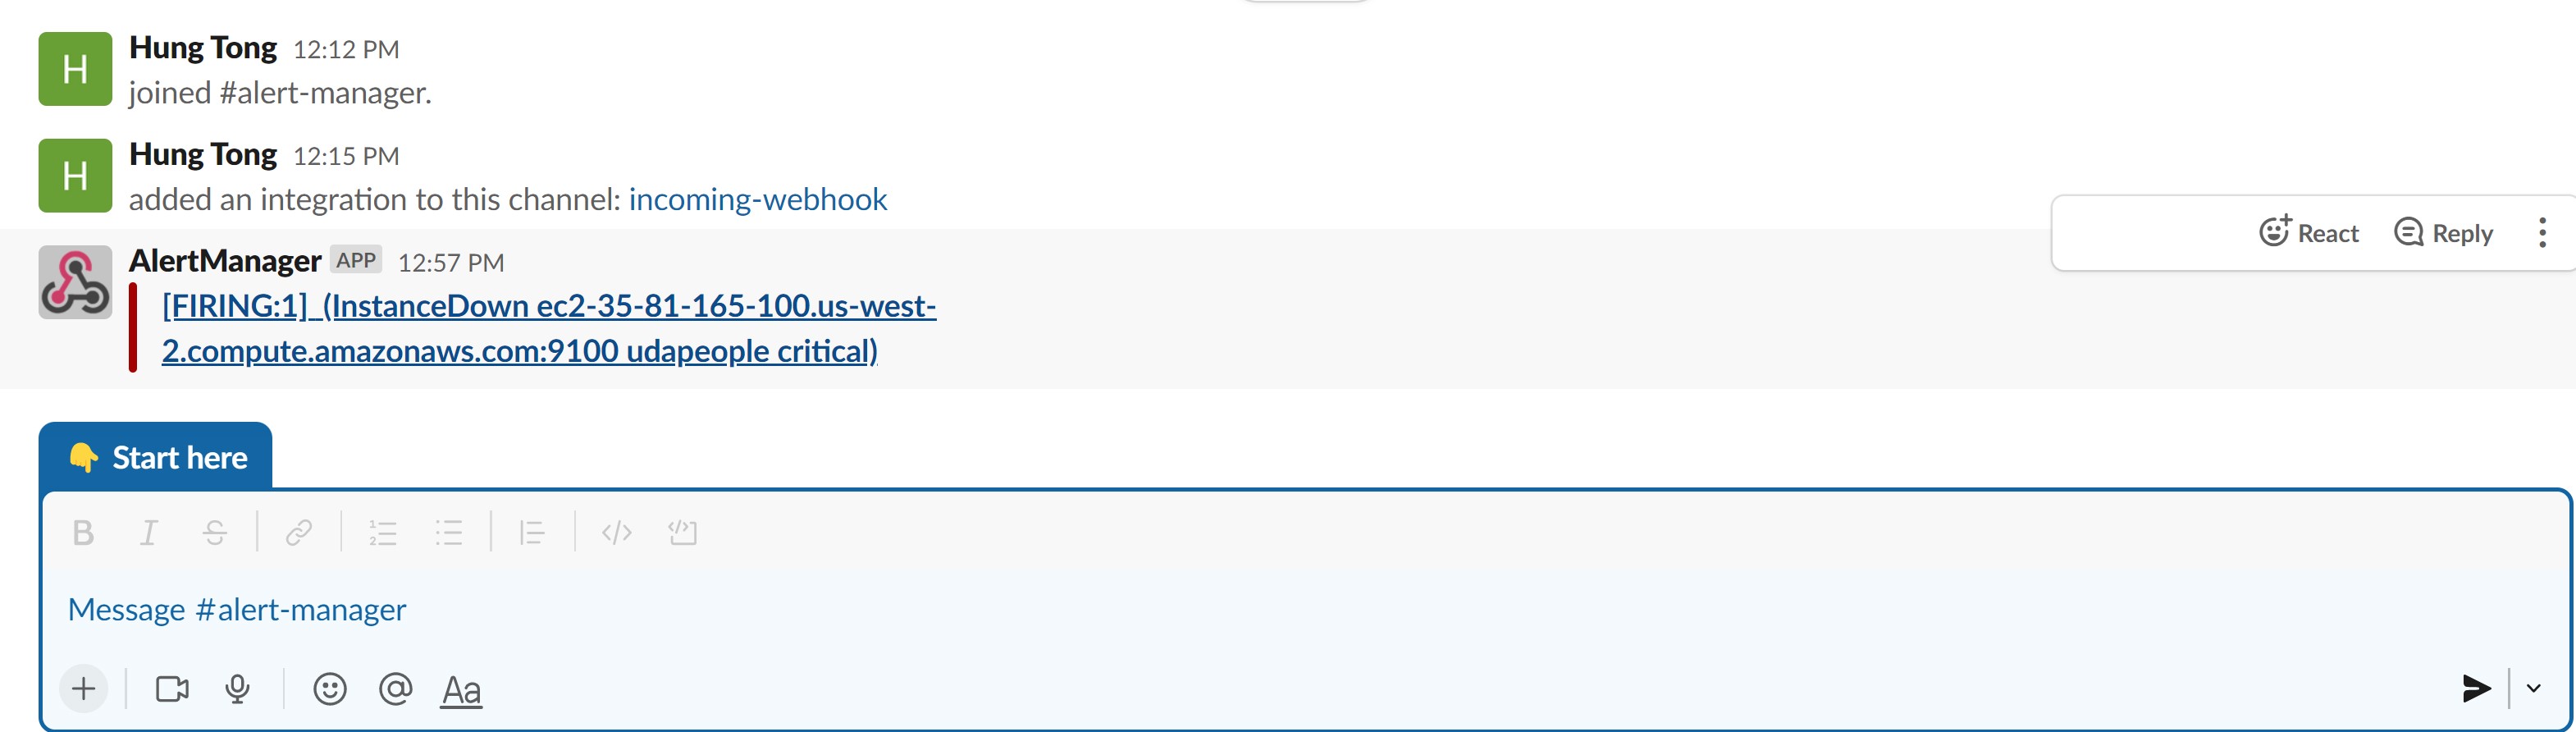 Hung Tong 12:12 PM
joined #alert-manager.
Hung Tong 12:15 PM
added an integration to this channel: incoming-webhook
React Reply
AlertManager APP 12:57 PM
[FIRING:1] (InstanceDown ec2-35-81-165-100.us-west-
2.compute.amazonaws.com:9100 udapeople critical)
👇 Start here
Message #alert-manager